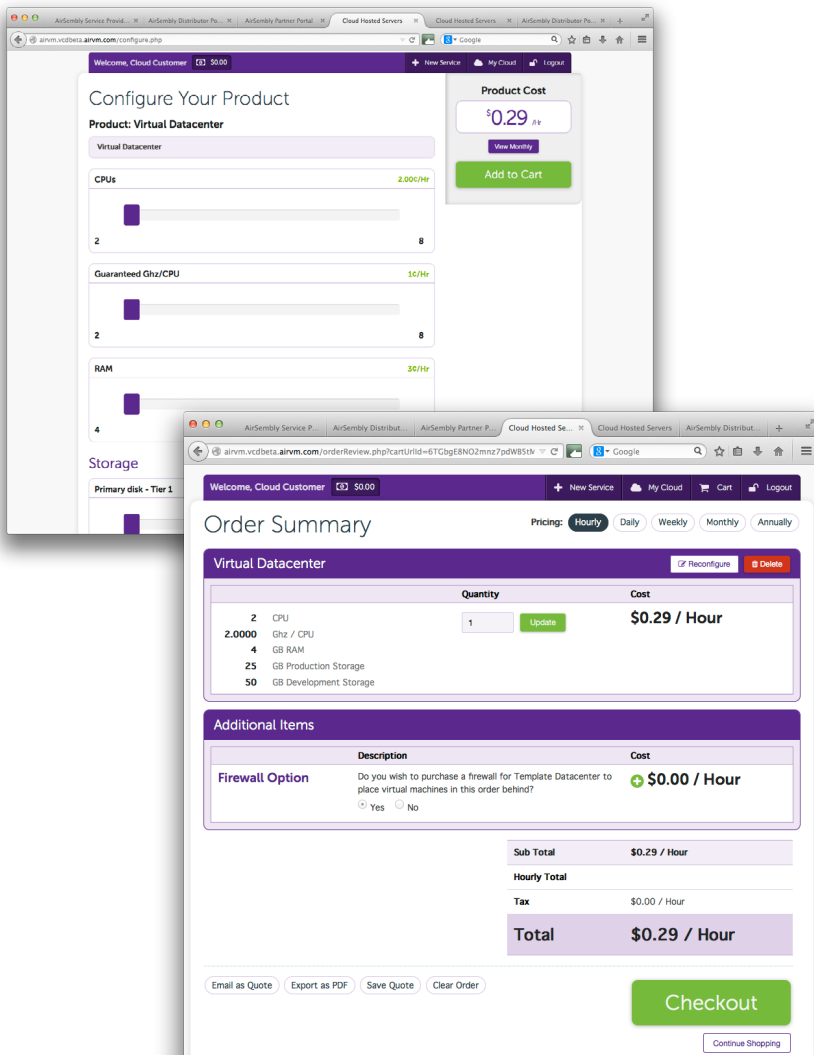 AirSembly Service Provid... AirSembly Distributor Po... AirSembly Partner Portal Cloud Hosted Servers Cloud Hosted Servers AirSembly Distributor Po...
airvm.vcdbeta.airvm.com/configure.php
Google
Welcome, Cloud Customer $0.00 New Service My Cloud Logout
Configure Your Product
Product: Virtual Datacenter
Virtual Datacenter
CPUs 2.00¢/Hr
2 8
Guaranteed Ghz/CPU 1¢/Hr
2 8
RAM 3¢/Hr
4
Storage
Primary disk - Tier 1
Product Cost
$0.29 /Hr
View Monthly
Add to Cart
AirSembly Service P... AirSembly Distribut... AirSembly Partner P... Cloud Hosted Se... Cloud Hosted Servers AirSembly Distribut...
airvm.vcdbeta.airvm.com/orderReview.php?cartUrlId=6TGbgE8NO2mnz7pdWB5tM
Google
Welcome, Cloud Customer $0.00 New Service My Cloud Cart Logout
Order Summary
Pricing: Hourly Daily Weekly Monthly Annually
Virtual Datacenter Reconfigure Delete
Quantity Cost
2 CPU 1 Update $0.29 / Hour
2.0000 Ghz / CPU
4 GB RAM
25 GB Production Storage
50 GB Development Storage
Additional Items
Description Cost
Firewall Option Do you wish to purchase a firewall for Template Datacenter to $0.00 / Hour
place virtual machines in this order behind?
Yes No
Sub Total $0.29 / Hour
Hourly Total
Tax $0.00 / Hour
Total $0.29 / Hour
Email as Quote Export as PDF Save Quote Clear Order
Checkout
Continue Shopping